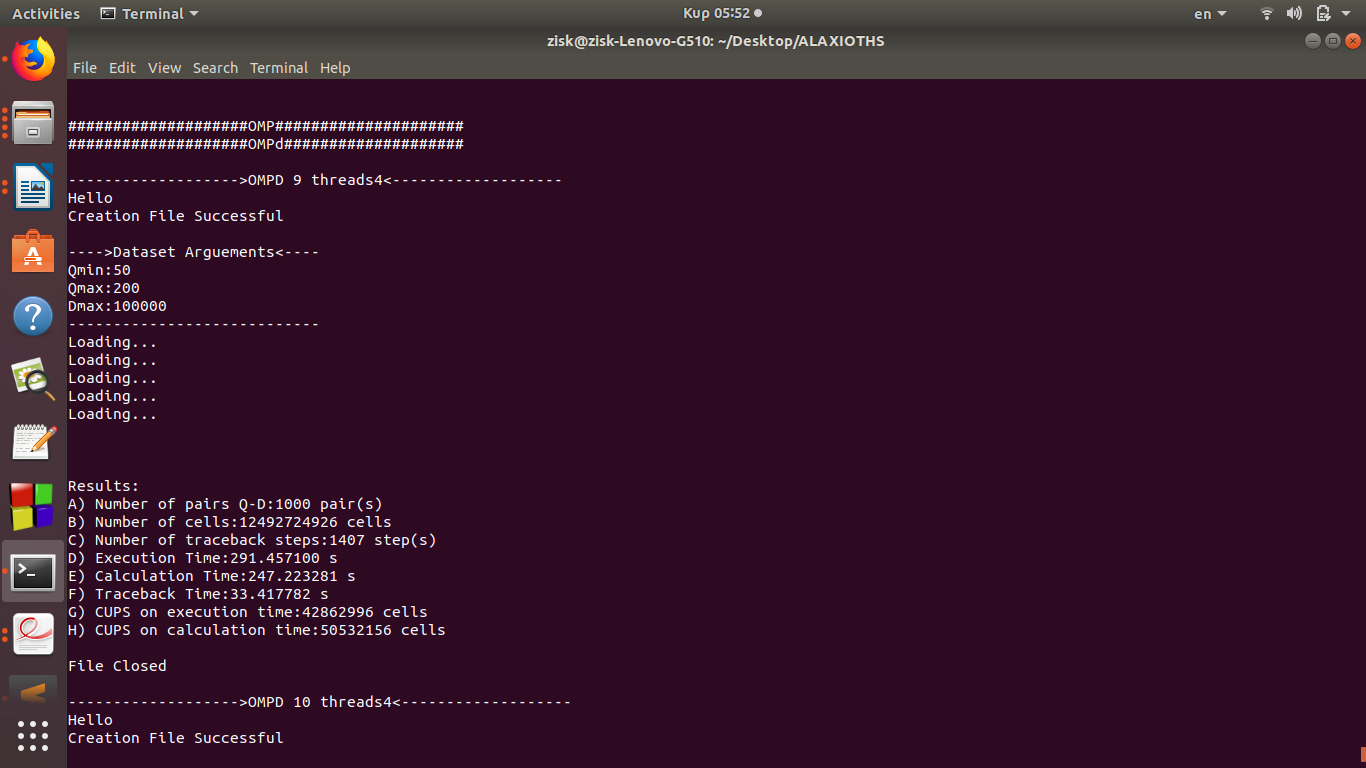 Activities Terminal Κυρ 05:52 en
zisk@zisk-Lenovo-G510: ~/Desktop/ALAXIOTHS
File Edit View Search Terminal Help
####################OMP#####################
####################OMPd####################
------------------->OMPD 9 threads4<-------------------
Hello
Creation File Successful
---->Dataset Arguements<----
Qmin:50
Qmax:200
Dmax:100000
----------------------------
Loading...
Loading...
Loading...
Loading...
Loading...
Results:
A) Number of pairs Q-D:1000 pair(s)
B) Number of cells:12492724926 cells
C) Number of traceback steps:1407 step(s)
D) Execution Time:291.457100 s
E) Calculation Time:247.223281 s
F) Traceback Time:33.417782 s
G) CUPS on execution time:42862996 cells
H) CUPS on calculation time:50532156 cells
File Closed
------------------->OMPD 10 threads4<-------------------
Hello
Creation File Successful